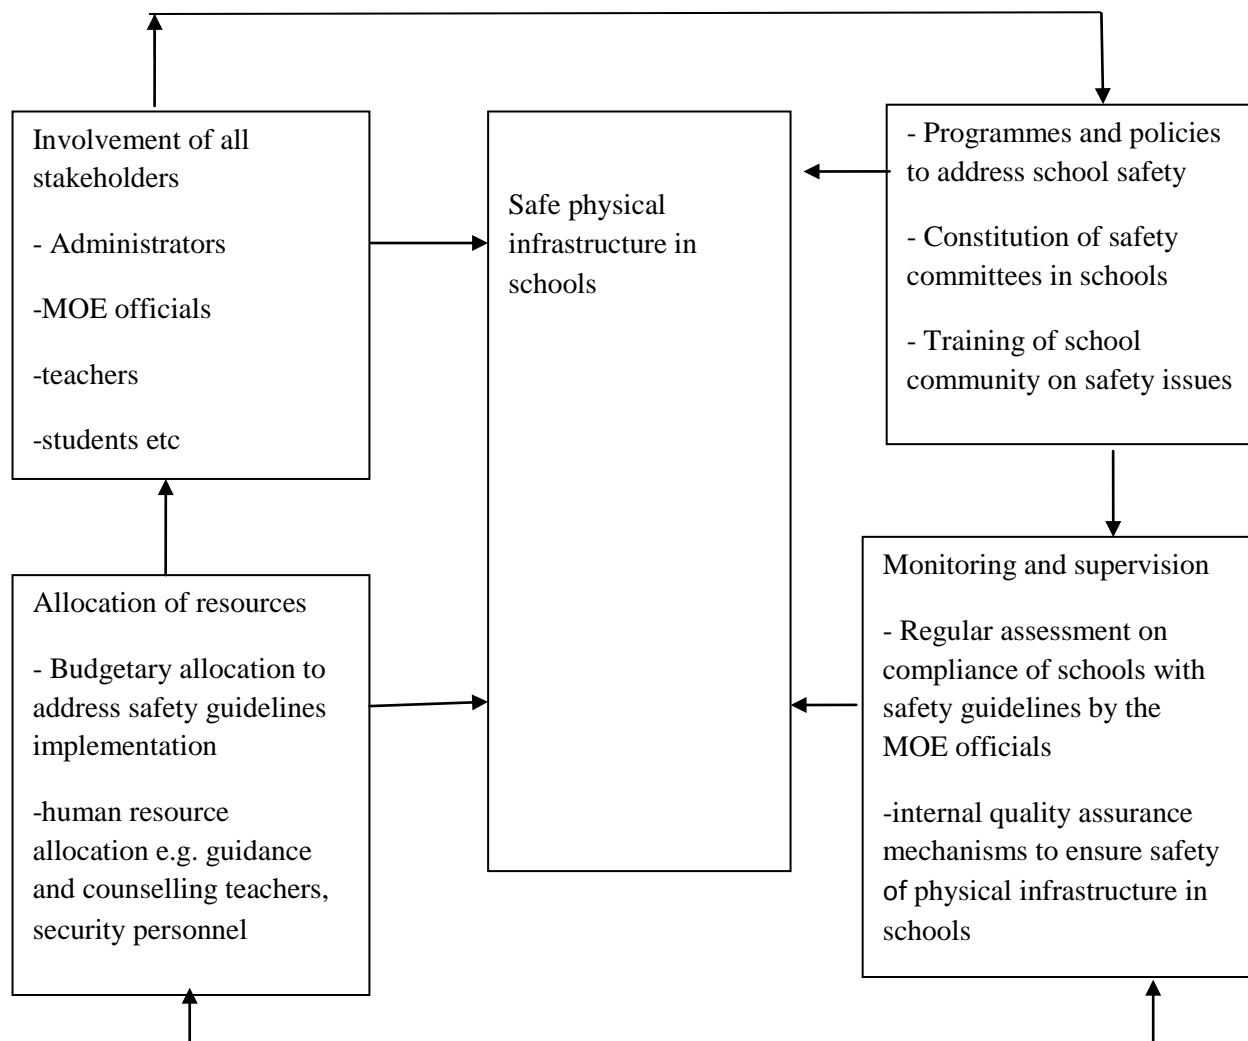 Involvement of all
stakeholders
- Administrators
-MOE officials
-teachers
-students etc
Safe physical
infrastructure in
schools
- Programmes and policies
to address school safety
- Constitution of safety
committees in schools
- Training of school
community on safety issues
Allocation of resources
- Budgetary allocation to
address safety guidelines
implementation
-human resource
allocation e.g. guidance
and counselling teachers,
security personnel
Monitoring and supervision
- Regular assessment on
compliance of schools with
safety guidelines by the
MOE officials
-internal quality assurance
mechanisms to ensure safety
of physical infrastructure in
schools